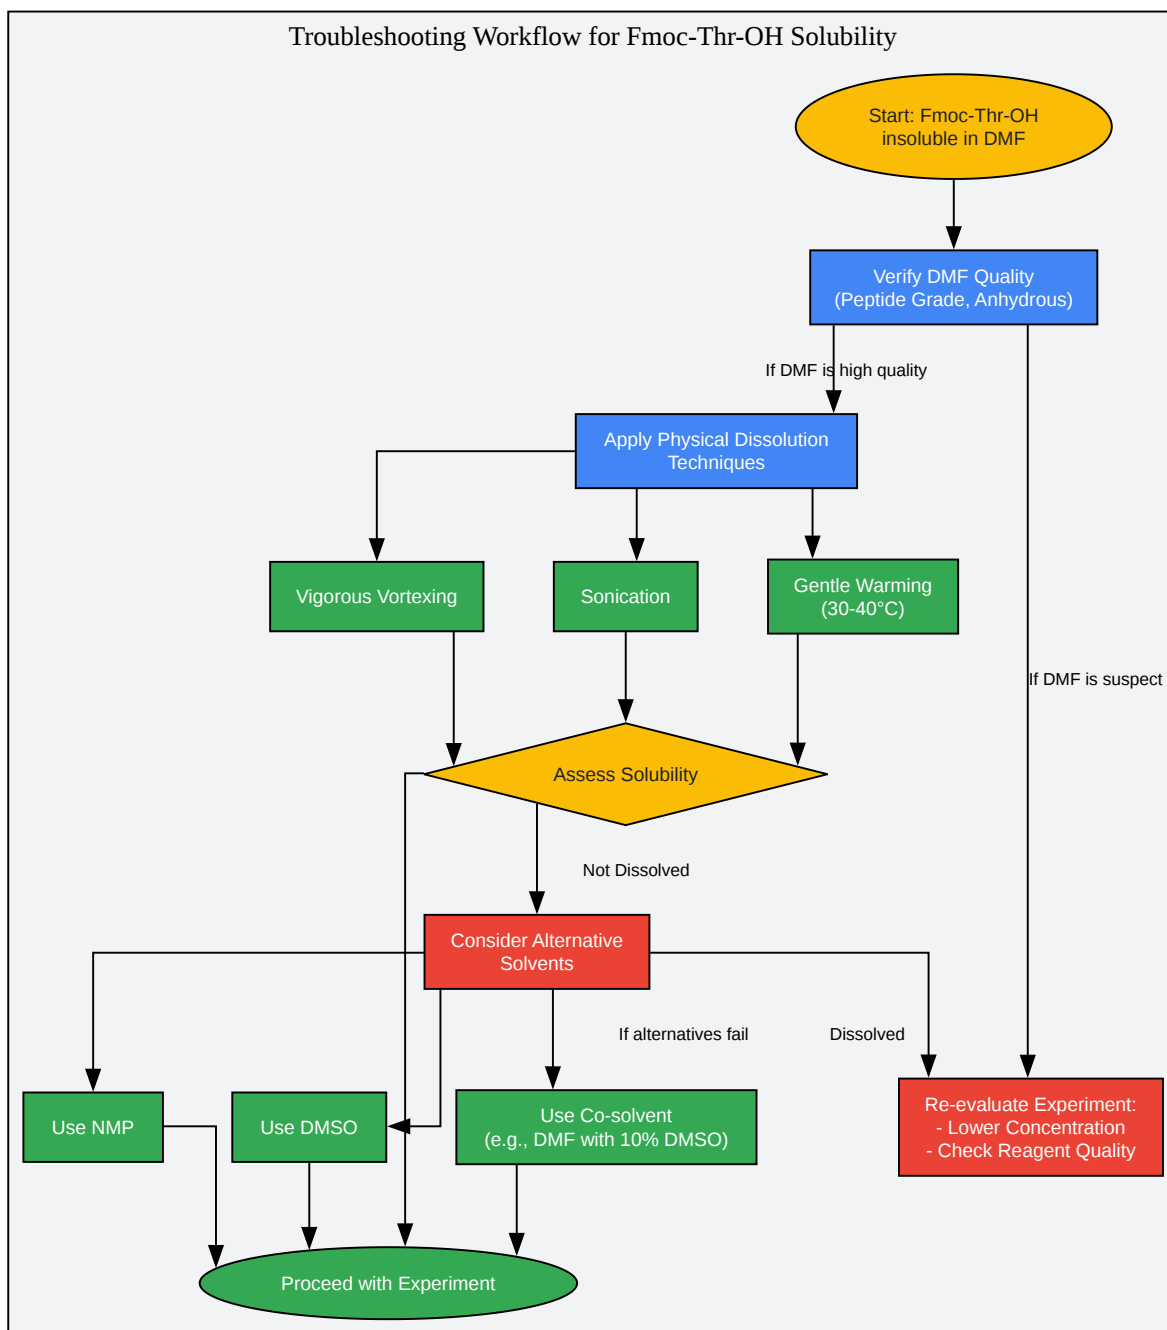 Troubleshooting Workflow for Fmoc-Thr-OH Solubility
Start: Fmoc-Thr-OH
insoluble in DMF
Verify DMF Quality
(Peptide Grade, Anhydrous)
If DMF is high quality
Apply Physical Dissolution
Techniques
Vigorous Vortexing
Sonication
Gentle Warming
(30-40°C)
If DMF is suspect
Assess Solubility
Not Dissolved
Consider Alternative
Solvents
If alternatives fail
Dissolved
Use NMP
Use DMSO
Use Co-solvent
(e.g., DMF with 10% DMSO)
Re-evaluate Experiment:
- Lower Concentration
- Check Reagent Quality
Proceed with Experiment